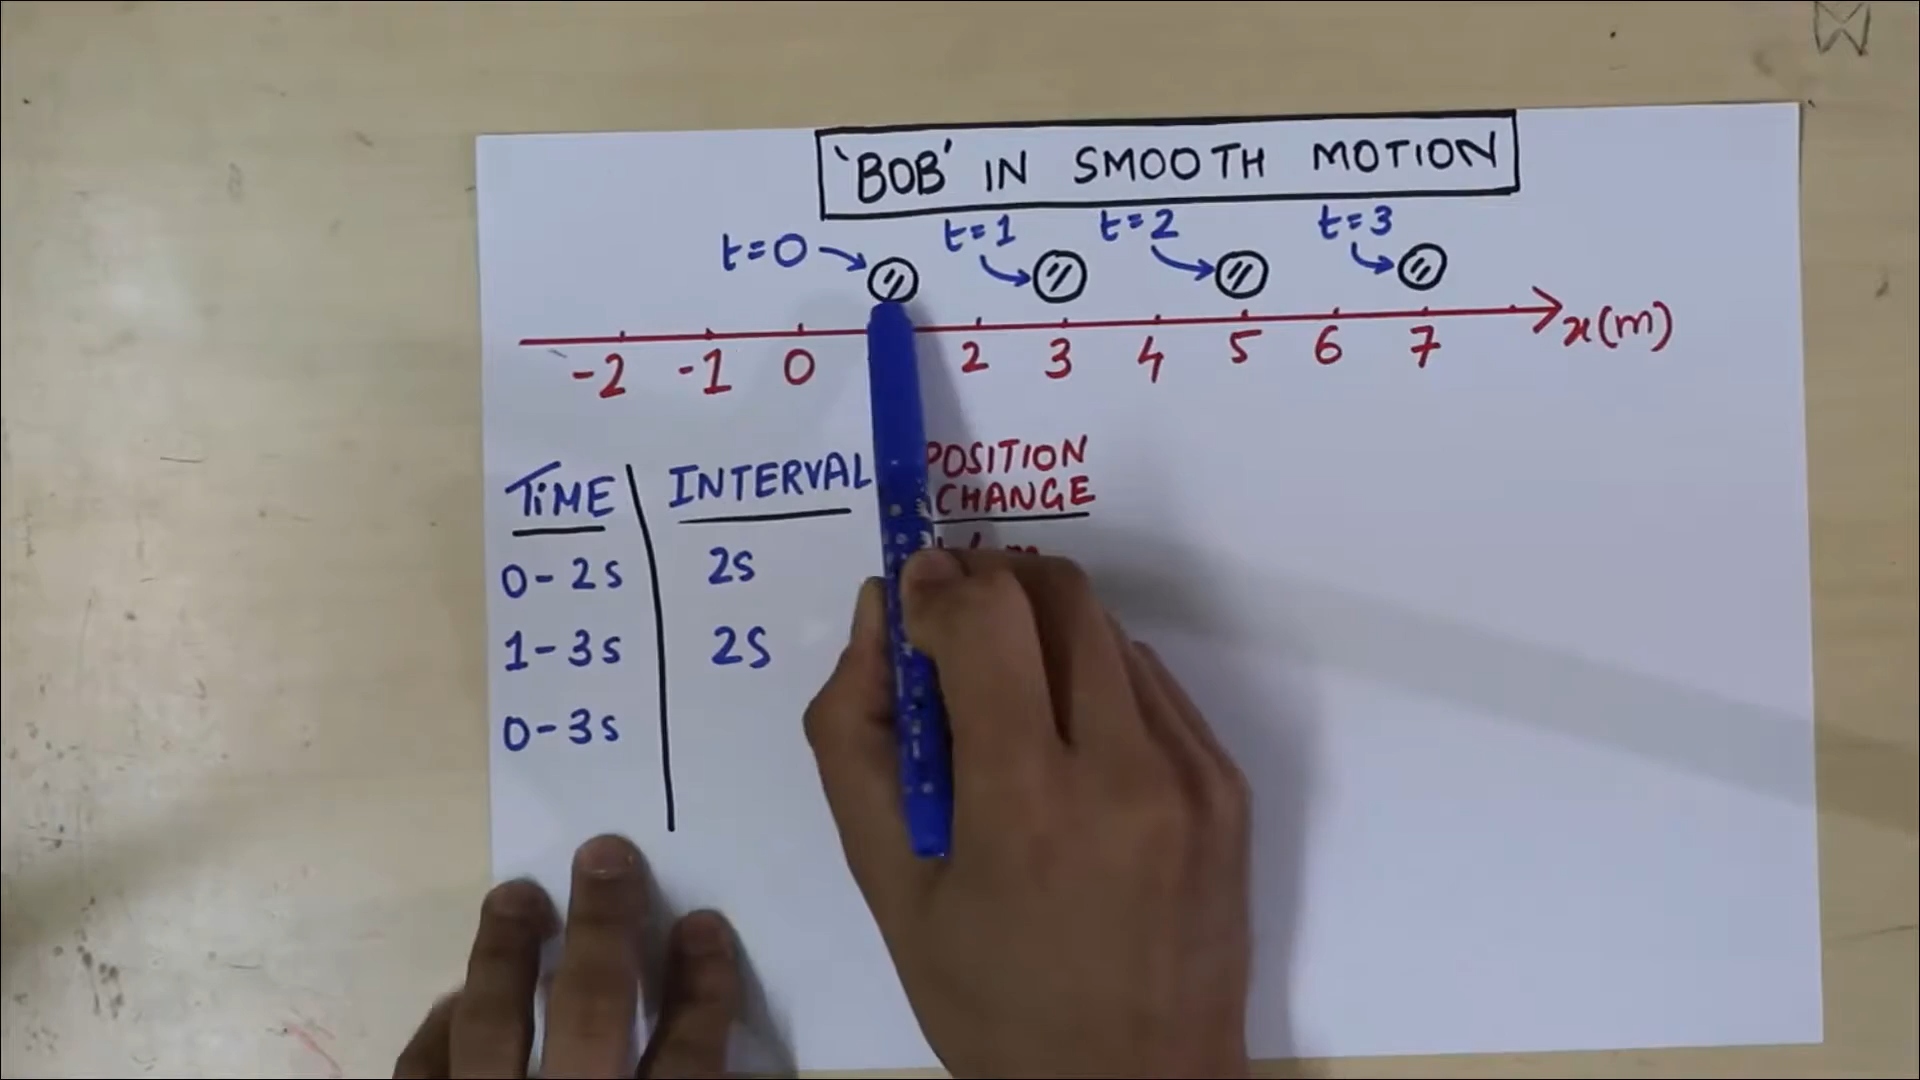 'BOB' IN SMOOTH MOTION
t=0 t=1 t=2 t=3
-2 -1 0 2 3 4 5 6 7 x(m)
TIME INTERVAL POSITION CHANGE
0-2s 2s
1-3s 2s
0-3s